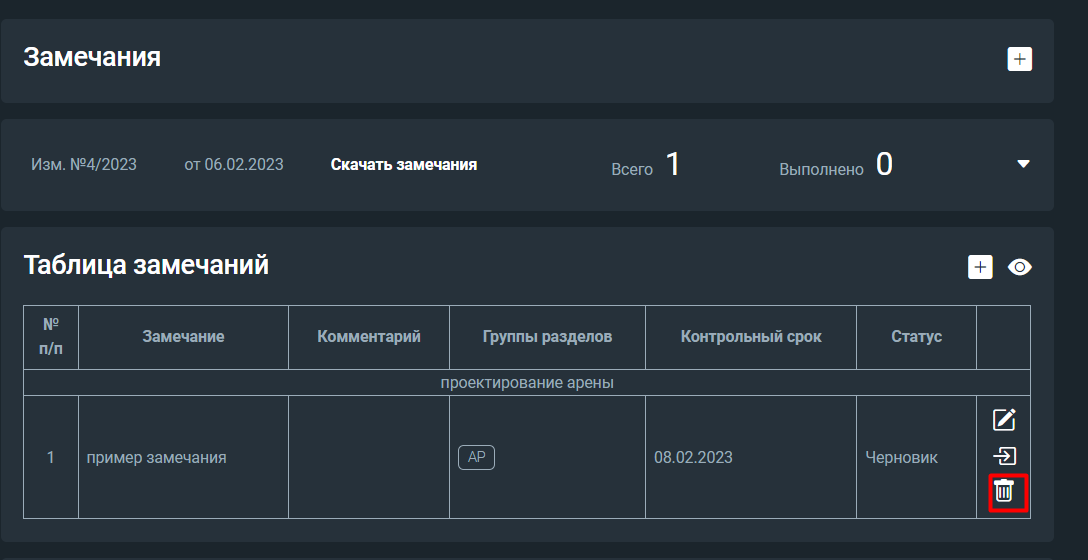 Замечания
Изм. №4/2023 от 06.02.2023 Скачать замечания Всего 1 Выполнено 0
Таблица замечаний
№ п/п Замечание Комментарий Группы разделов Контрольный срок Статус
проектирование арены
1 пример замечания АР 08.02.2023 Черновик